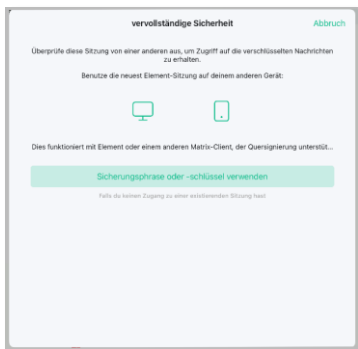 vervollständige Sicherheit
Abbruch
Überprüfe diese Sitzung von einer anderen aus, um Zugriff auf die verschlüsselten Nachrichten
zu erhalten.
Benutze die neuest Element-Sitzung auf deinem anderen Gerät:
Dies funktioniert mit Element oder einem anderen Matrix-Client, der Quersignierung unterstüt...
Sicherungsphrase oder -schlüssel verwenden
Falls du keinen Zugang zu einer existierenden Sitzung hast